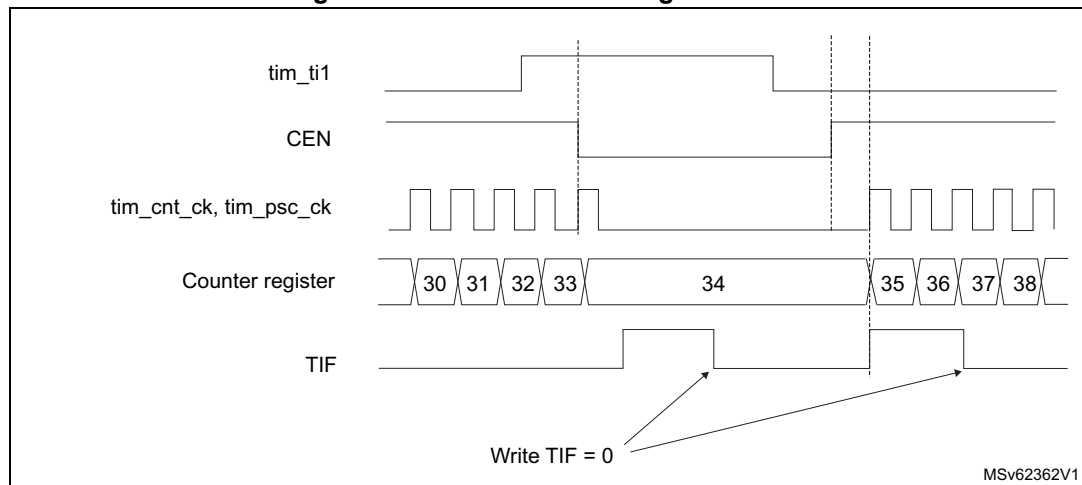 tim_ti1
CEN
tim_cnt_ck, tim_psc_ck
Counter register
30 31 32 33 34 35 36 37 38
TIF
Write TIF = 0
MSv62362V1